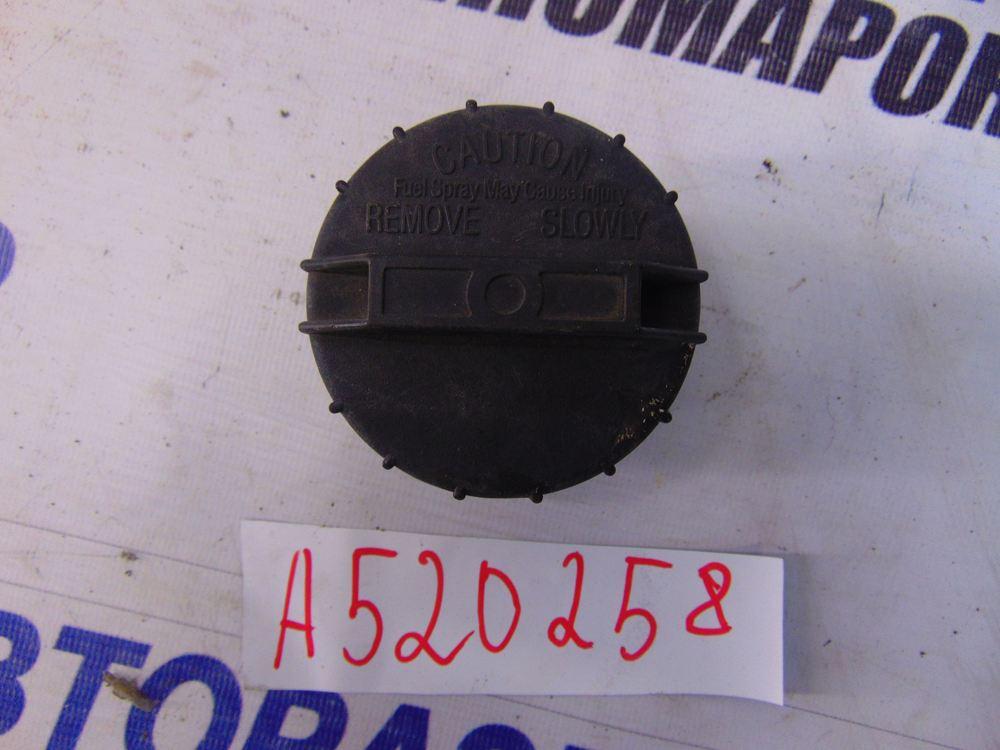 CAUTION
Fuel Spray May Cause Injury
REMOVE SLOWLY
A520258